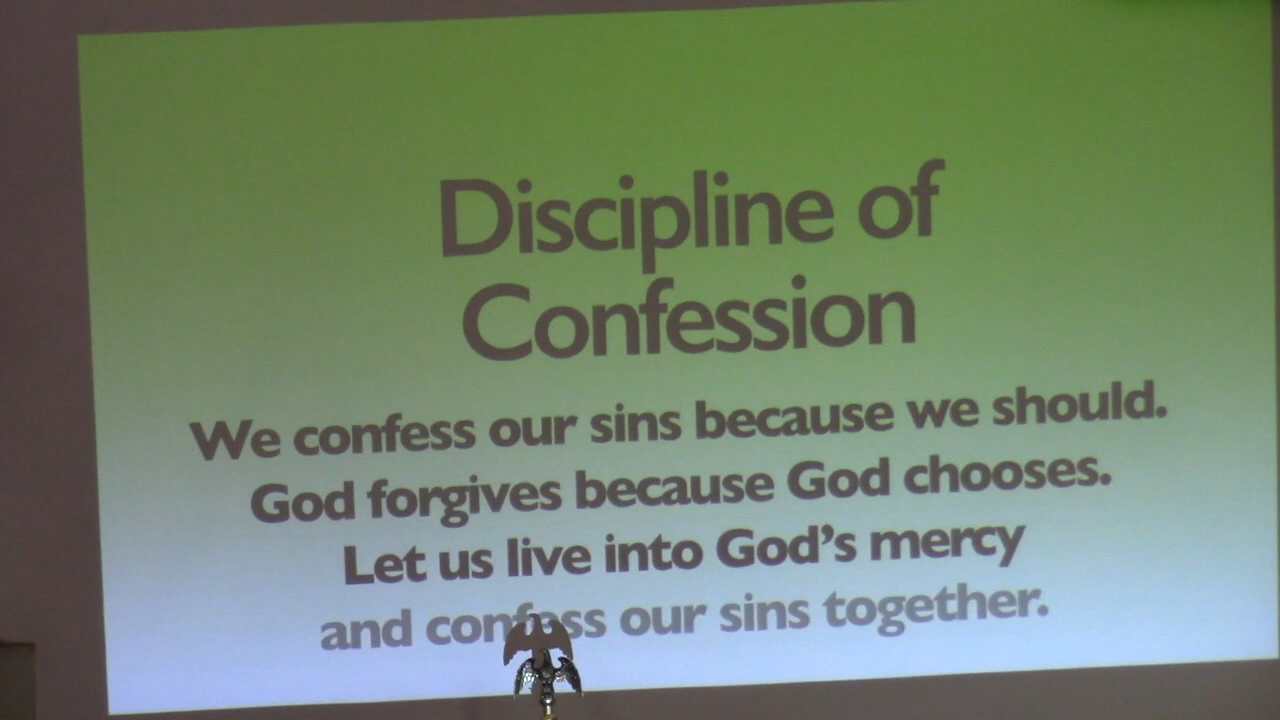 Discipline of
Confession
We confess our sins because we should.
God forgives because God chooses.
Let us live into God's mercy
and confess our sins together.